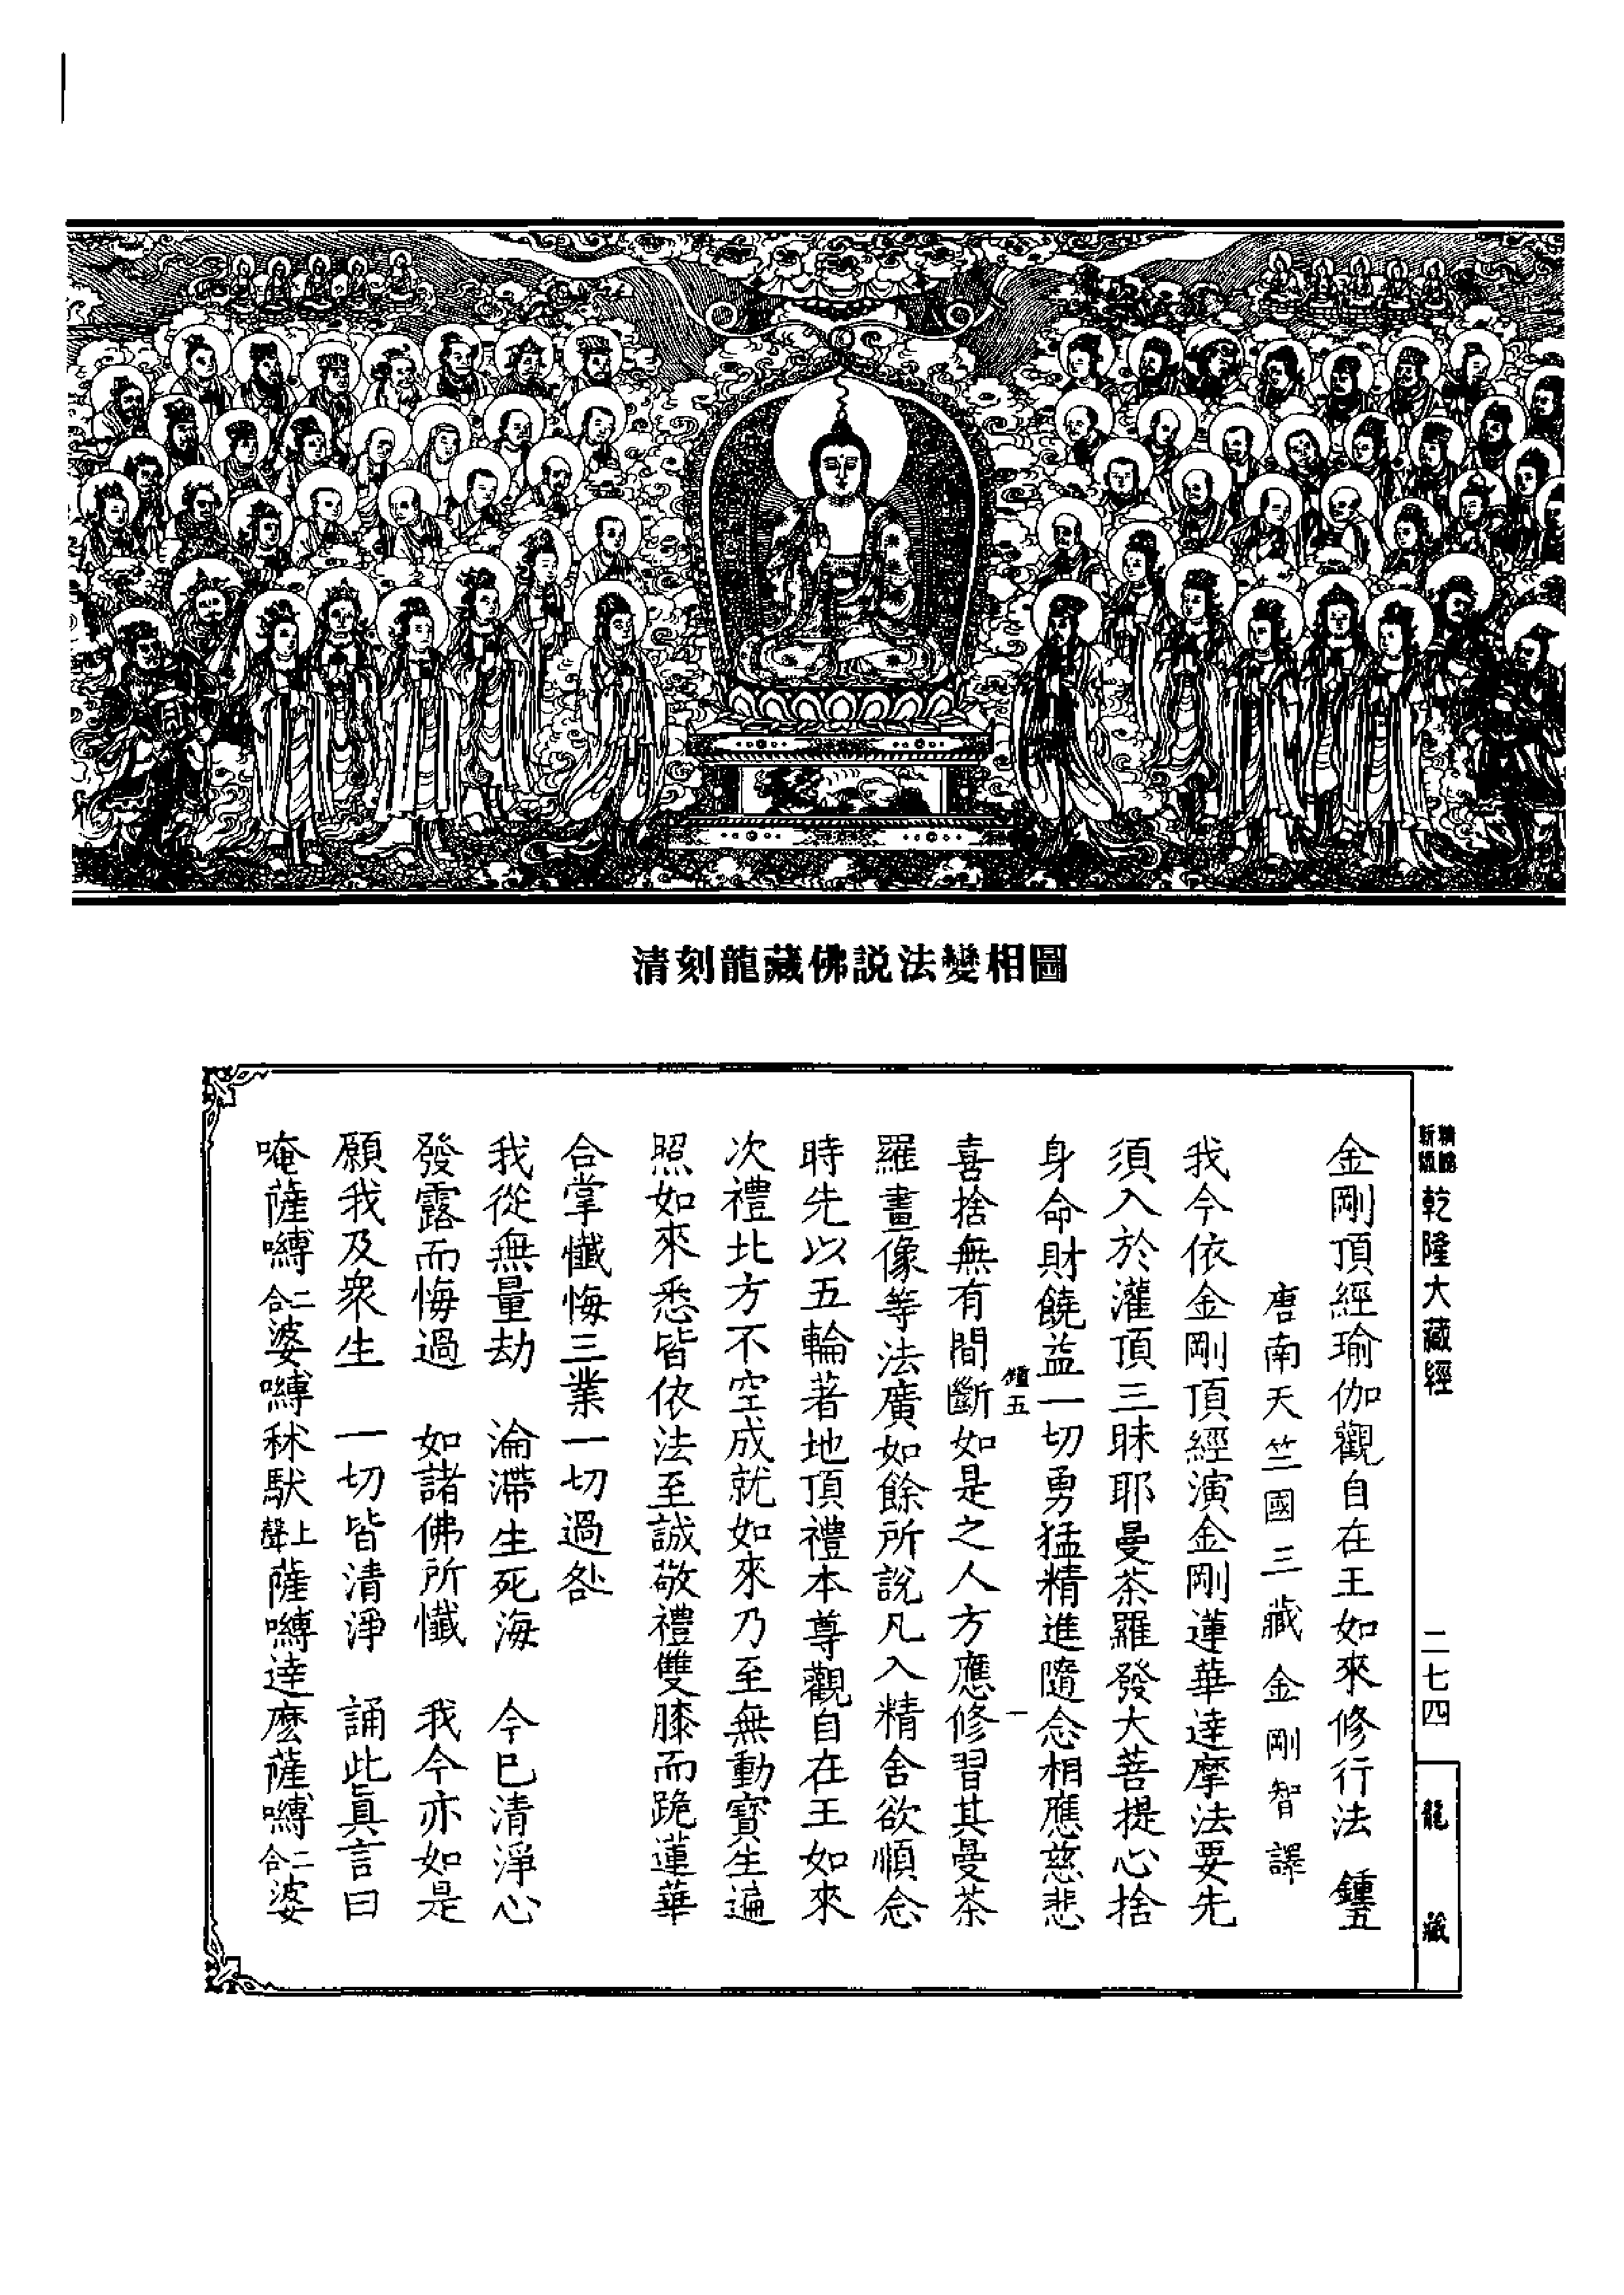 清刻龍藏佛説法變相圖
乾隆大藏經
二七四
龍藏
金剛頂經瑜伽觀自在王如來修行法 鍾五
唐南天竺國三藏金剛智譯
我今依金剛頂經演金剛蓮華達摩法要先
須入於灌頂三昧耶曼茶羅發大菩提心捨
身命財饒益一切勇猛精進隨念相應慈悲
鍾五 一
喜捨無有間斷如是之人方應修習其曼茶
羅畫像等法廣如餘所說凡入精舍欲順念
時先以五輪著地頂禮本尊觀自在王如來
次禮北方不空成就如來乃至無動寶生遍
照如來悉皆依法至誠敬禮雙膝而跪蓮華
合掌懺悔三業一切過咎
我從無量劫 淪滯生死海 今已清淨心
發露而悔過 如諸佛所懺 我今亦如是
願我及眾生 一切皆清淨 誦此真言曰
唵薩嚩二合婆嚩秫馱上聲薩嚩達麼薩嚩二合婆